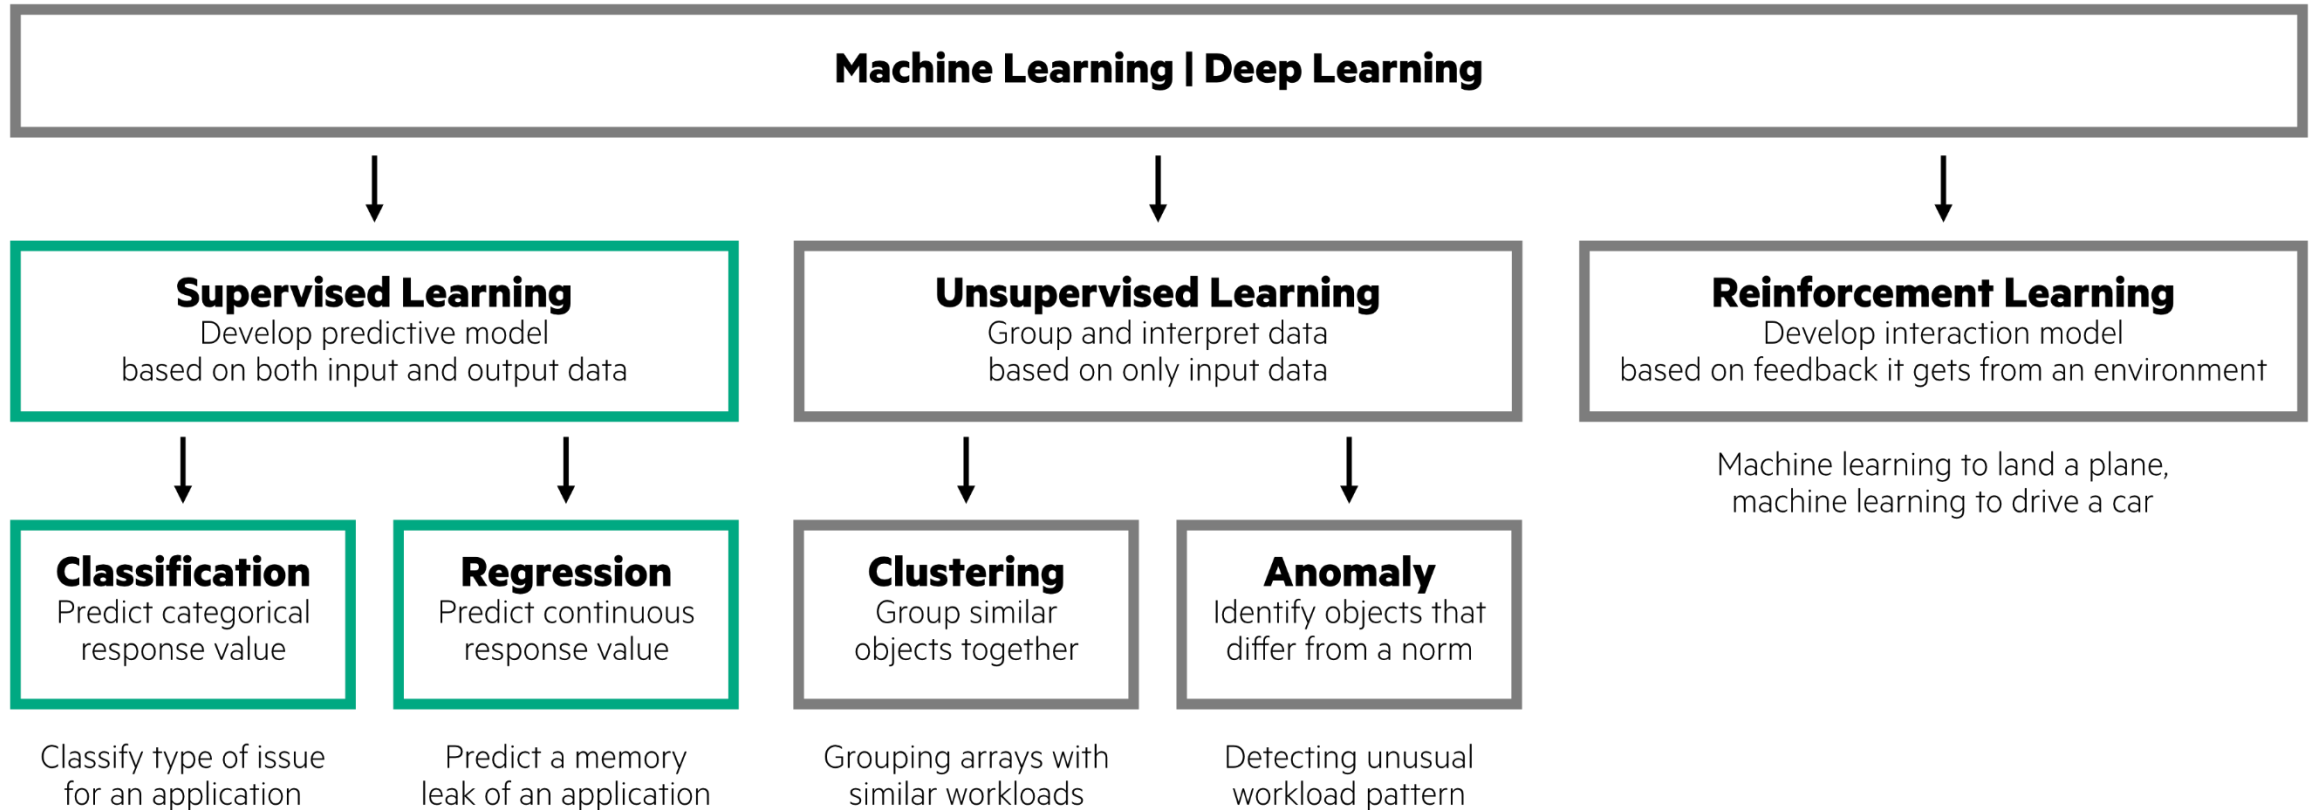 Machine Learning | Deep Learning
Supervised Learning
Develop predictive model
based on both input and output data
Unsupervised Learning
Group and interpret data
based on only input data
Reinforcement Learning
Develop interaction model
based on feedback it gets from an environment
Machine learning to land a plane,
machine learning to drive a car
Classification
Predict categorical
response value
Regression
Predict continuous
response value
Clustering
Group similar
objects together
Anomaly
Identify objects that
differ from a norm
Classify type of issue
for an application
Predict a memory
leak of an application
Grouping arrays with
similar workloads
Detecting unusual
workload pattern